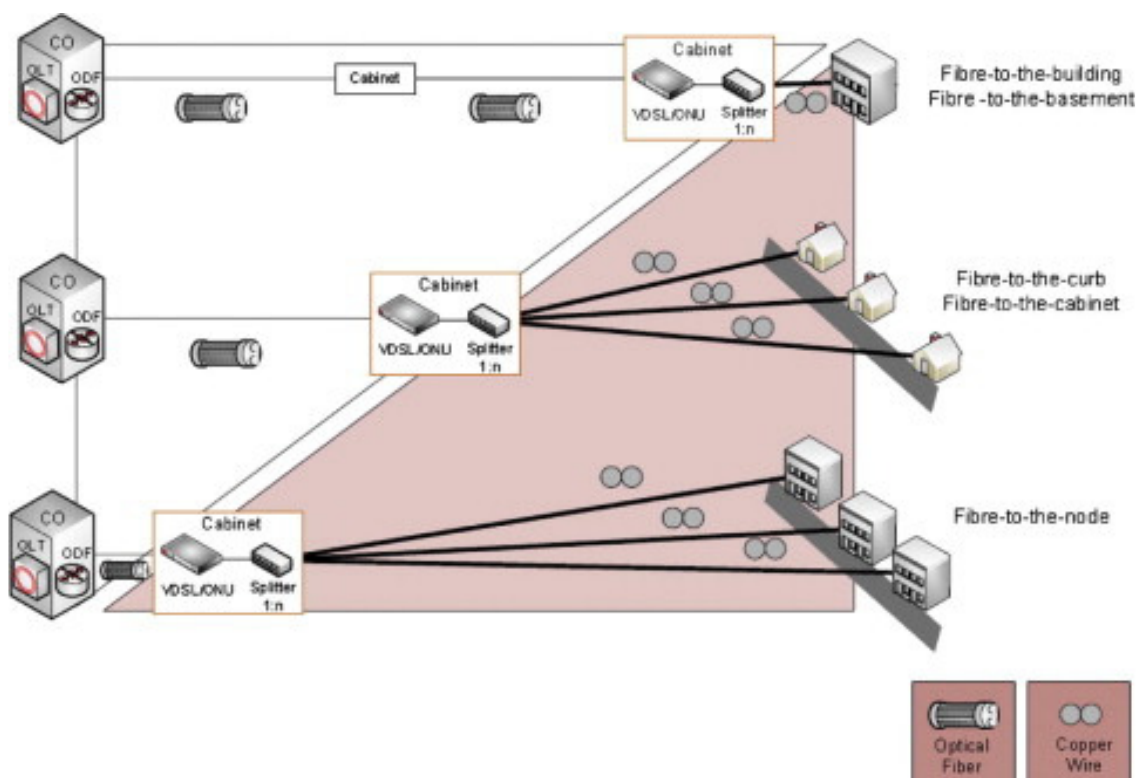 CO
OLT
ODF
Cabinet
Cabinet
VDSL/ONU
Splitter
1:n
Fibre-to-the-building
Fibre -to-the-basement
CO
OLT
ODF
Cabinet
VDSL/ONU
Splitter
1:n
Fibre-to-the-curb
Fibre-to-the-cabinet
CO
OLT
ODF
Cabinet
VDSL/ONU
Splitter
1:n
Fibre-to-the-node
Optical
Fiber
Copper
Wire